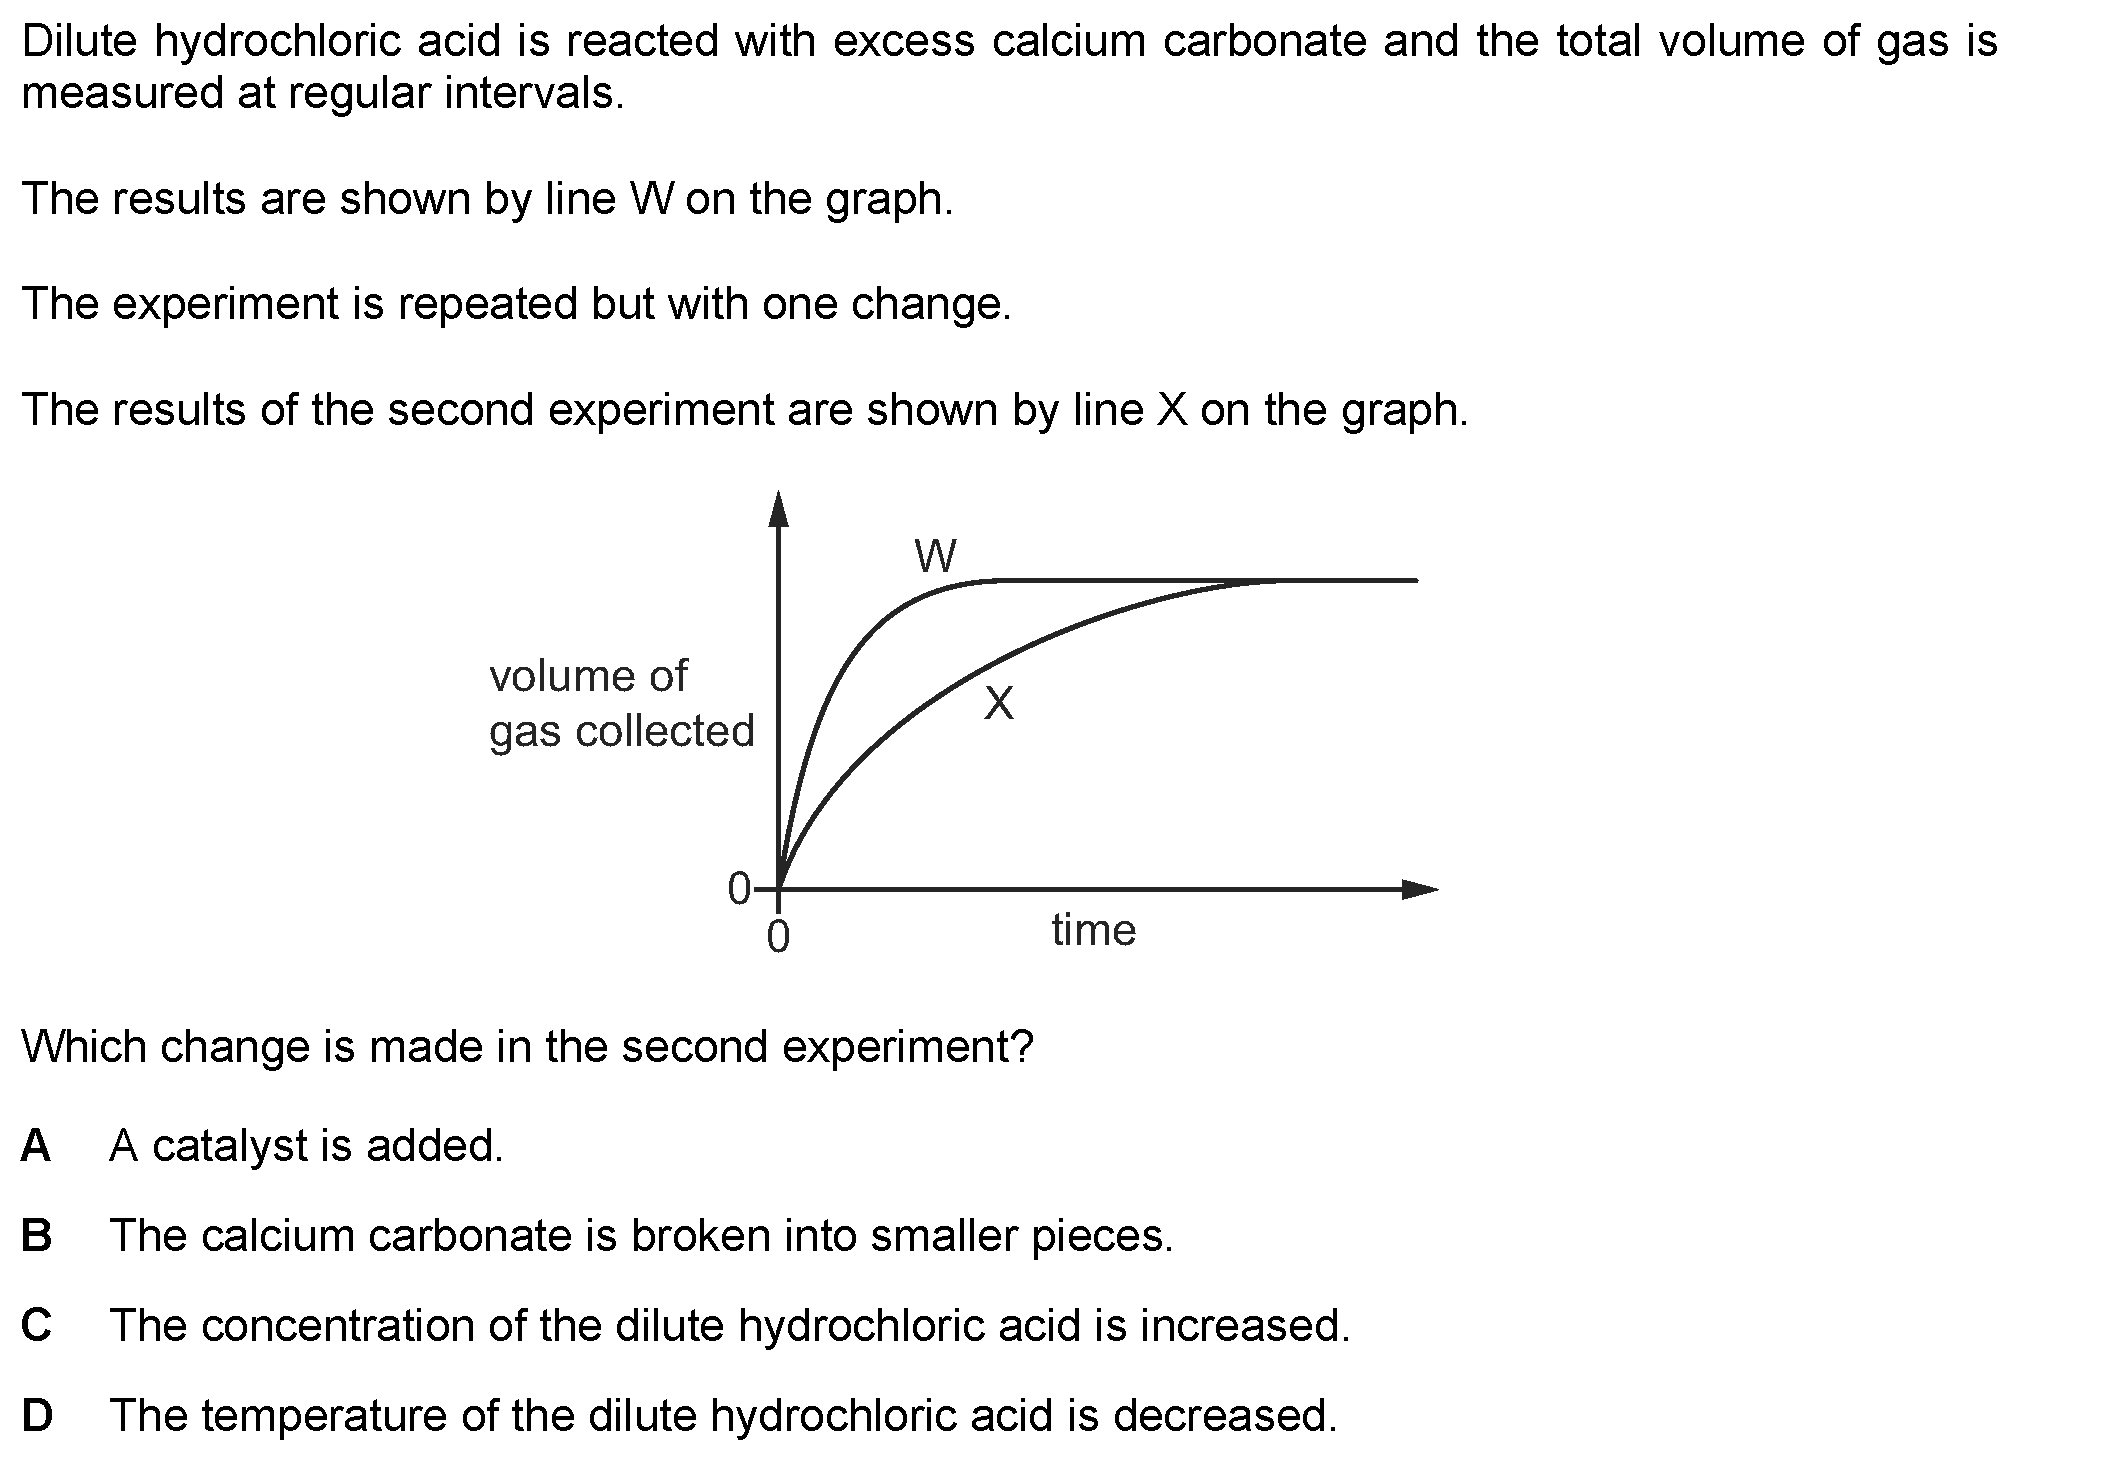 Dilute hydrochloric acid is reacted with excess calcium carbonate and the total volume of gas is
measured at regular intervals.
The results are shown by line W on the graph.
The experiment is repeated but with one change.
The results of the second experiment are shown by line X on the graph.
W
volume of
gas collected
X
0
0
time
Which change is made in the second experiment?
A A catalyst is added.
B The calcium carbonate is broken into smaller pieces.
C The concentration of the dilute hydrochloric acid is increased.
D The temperature of the dilute hydrochloric acid is decreased.